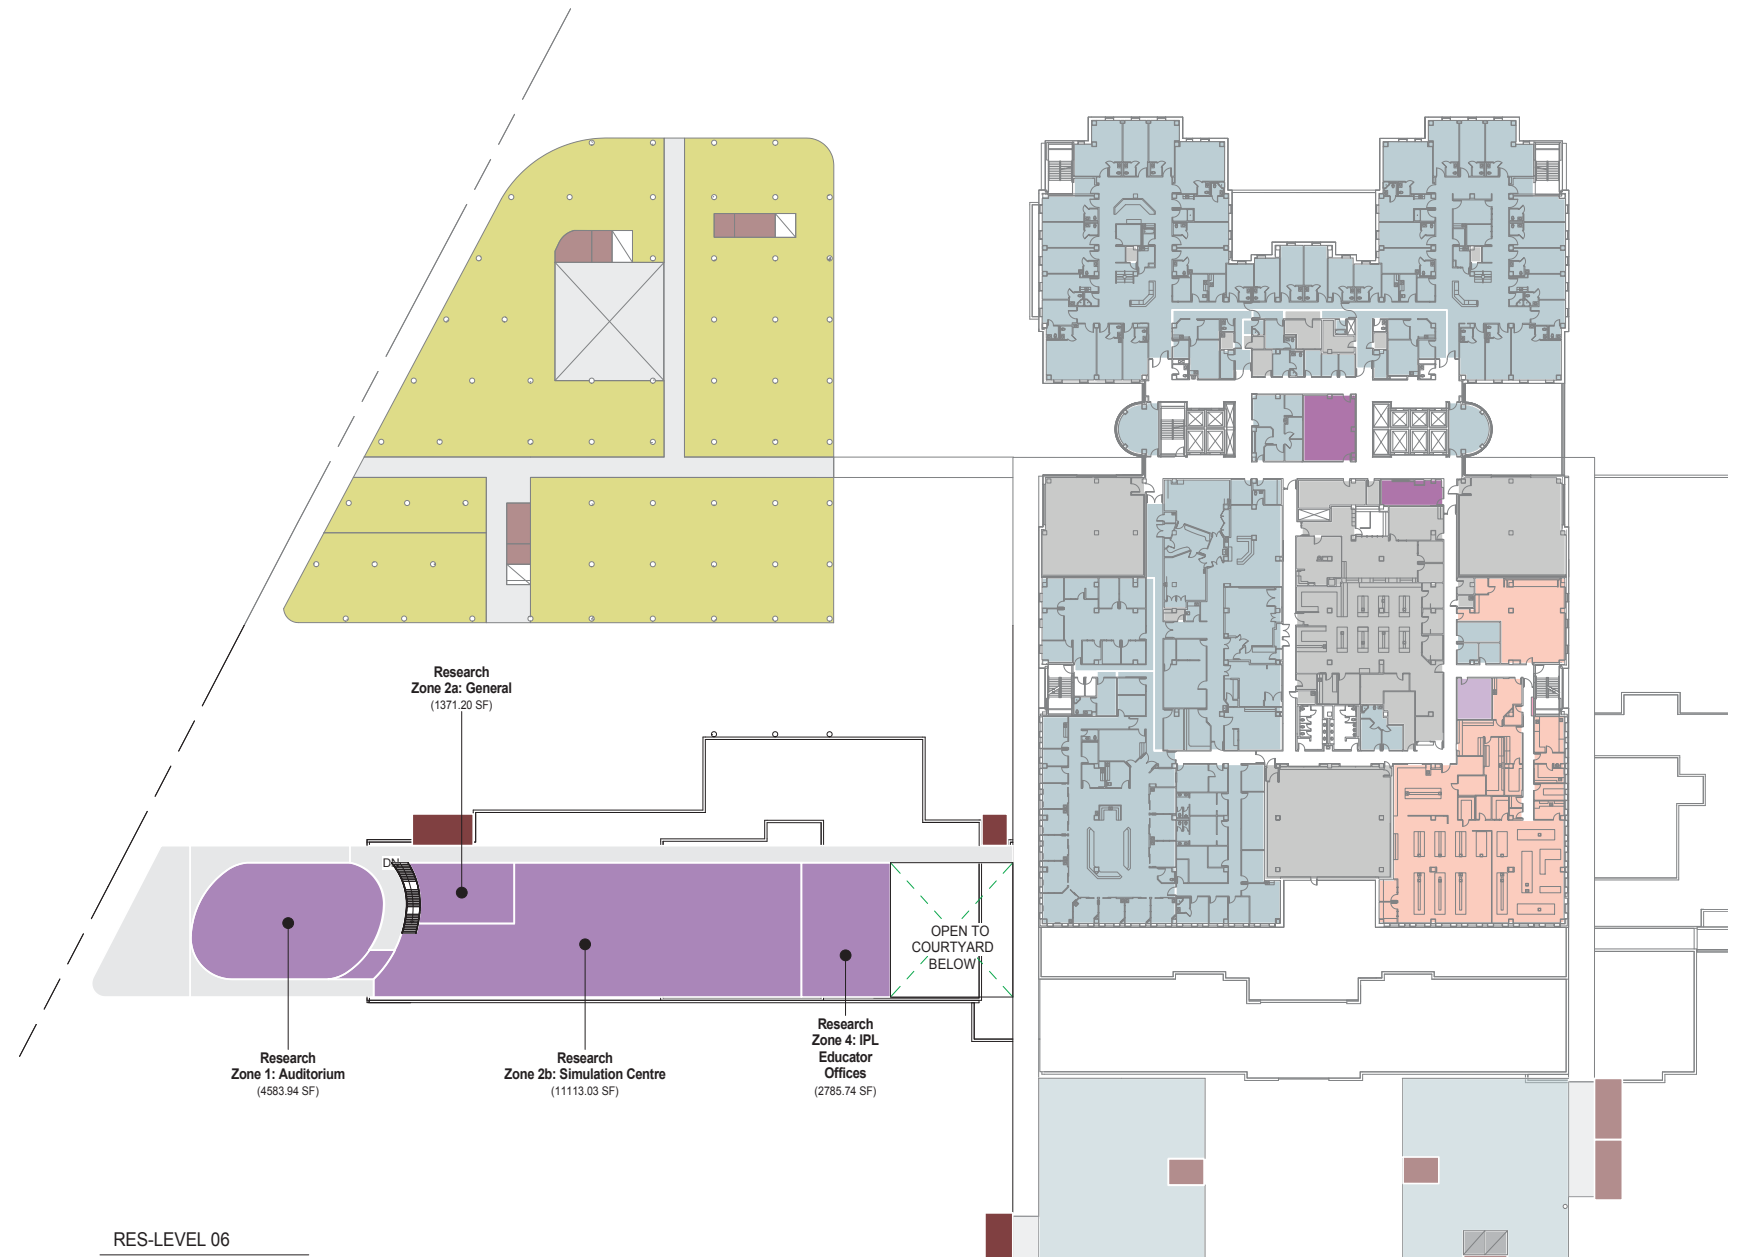 Research
Zone 2a: General
(1371.20 SF)
DN
OPEN TO
COURTYARD
BELOW
Research
Zone 1: Auditorium
(4583.94 SF)
Research
Zone 2b: Simulation Centre
(11113.03 SF)
Research
Zone 4: IPL
Educator
Offices
(2785.74 SF)
RES-LEVEL 06